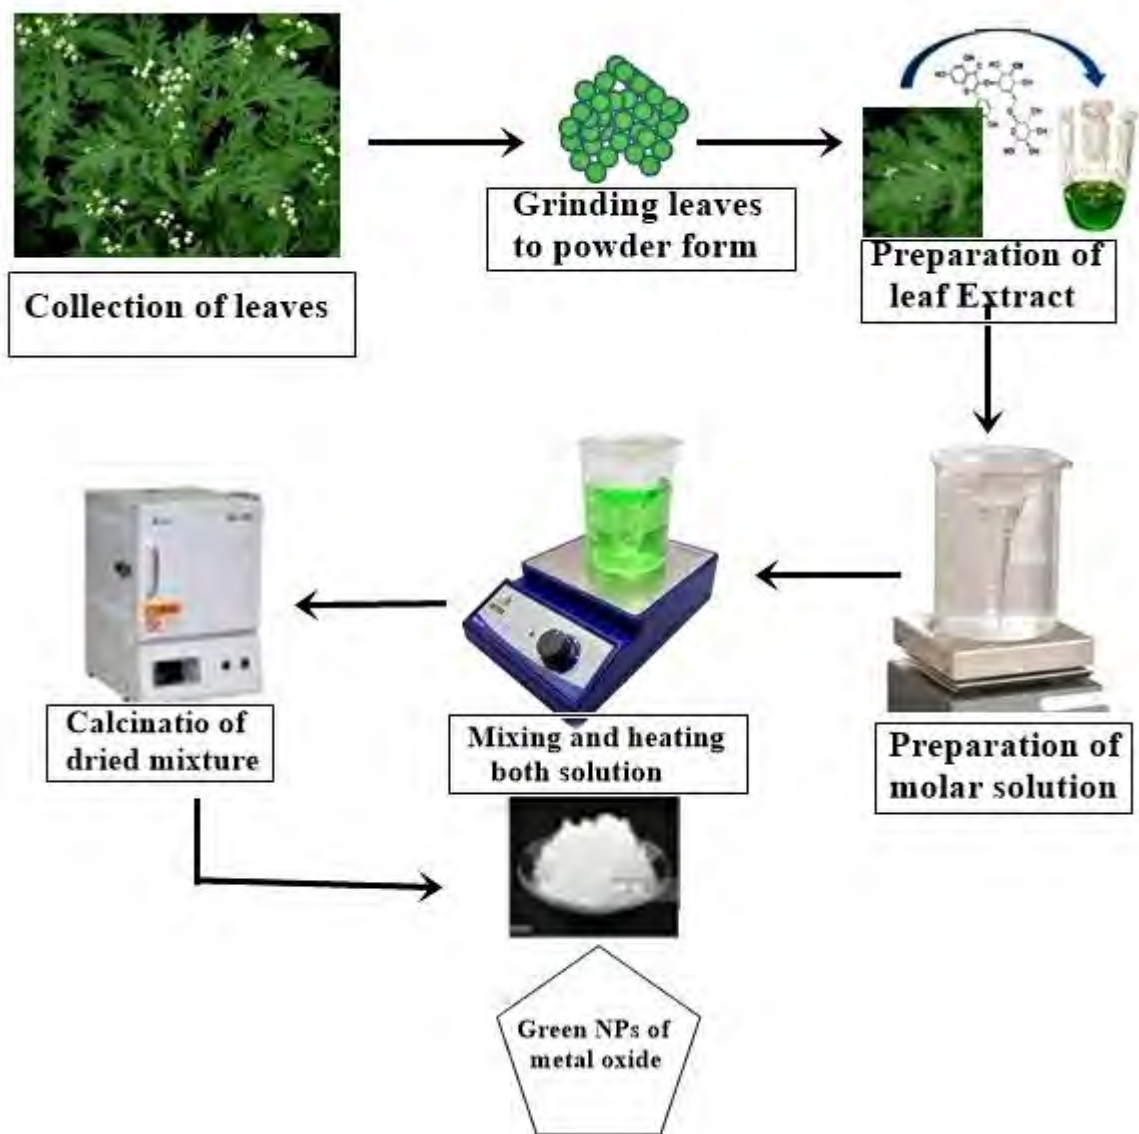 Collection of leaves
Grinding leaves
to powder form
Preparation of
leaf Extract
Preparation of
molar solution
Mixing and heating
both solution
Calcinatio of
dried mixture
Green NPs of
metal oxide